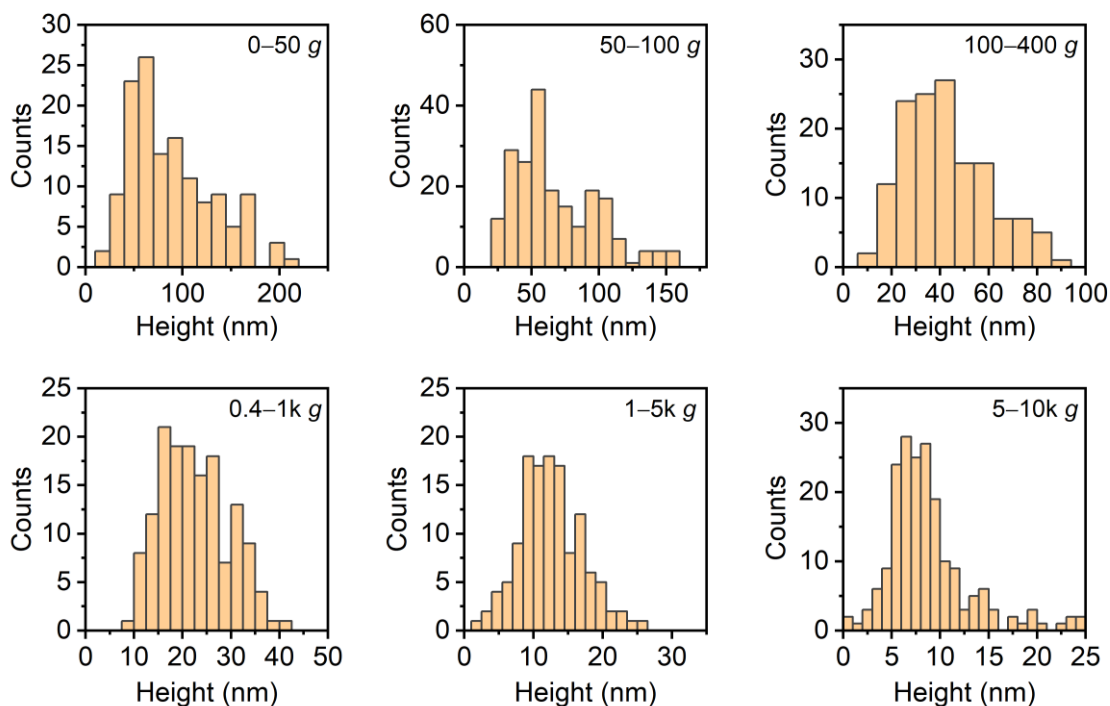 30
25
20
15
10
5
0
Counts
0–50 g
0 100 200
Height (nm)
60
40
20
0
Counts
50–100 g
0 50 100 150
Height (nm)
30
20
10
0
Counts
100–400 g
0 20 40 60 80 100
Height (nm)
25
20
15
10
5
0
Counts
0.4–1k g
0 10 20 30 40 50
Height (nm)
25
20
15
10
5
0
Counts
1–5k g
0 10 20 30
Height (nm)
30
20
10
0
Counts
5–10k g
0 5 10 15 20 25
Height (nm)